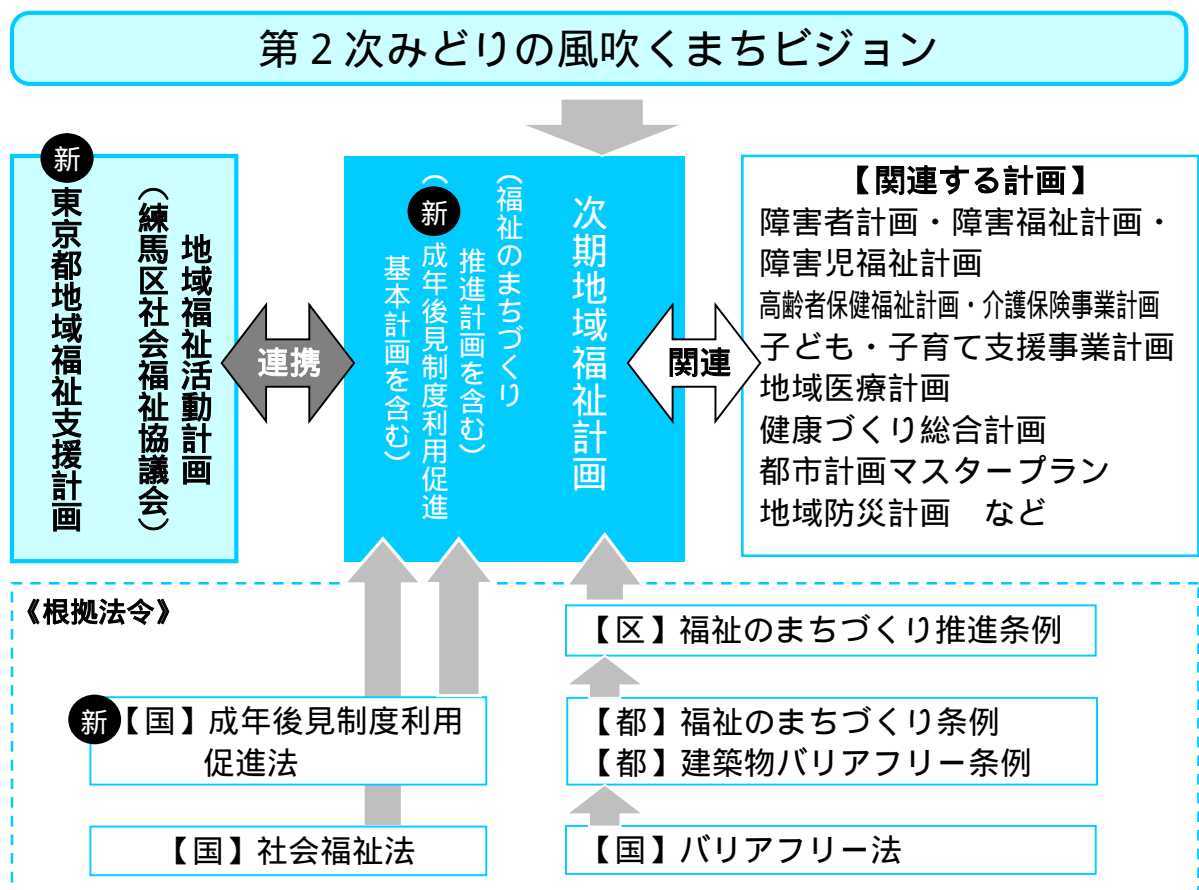 第２次みどりの風吹くまちビジョン
新
東京都地域福祉支援計画
地域福祉活動計画
（練馬区社会福祉協議会）
連携
次期地域福祉計画
（福祉のまちづくり
推進計画を含む）
（新 成年後見制度利用促進
基本計画を含む）
関連
【関連する計画】
障害者計画・障害福祉計画・
障害児福祉計画
高齢者保健福祉計画・介護保険事業計画
子ども・子育て支援事業計画
地域医療計画
健康づくり総合計画
都市計画マスタープラン
地域防災計画　など
《根拠法令》
【区】福祉のまちづくり推進条例
新【国】成年後見制度利用
促進法
【都】福祉のまちづくり条例
【都】建築物バリアフリー条例
【国】社会福祉法
【国】バリアフリー法